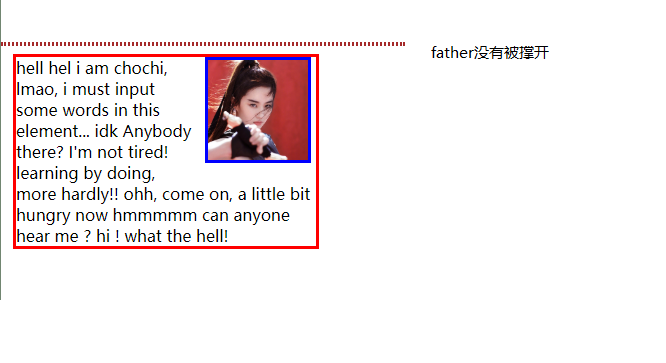 father没有被撑开
hell hel i am chochi,
lmao, i must input
some words in this
element... idk Anybody
there? I'm not tired!
learning by doing,
more hardly!! ohh, come on, a little bit
hungry now hmmmmm can anyone
hear me ? hi ! what the hell!